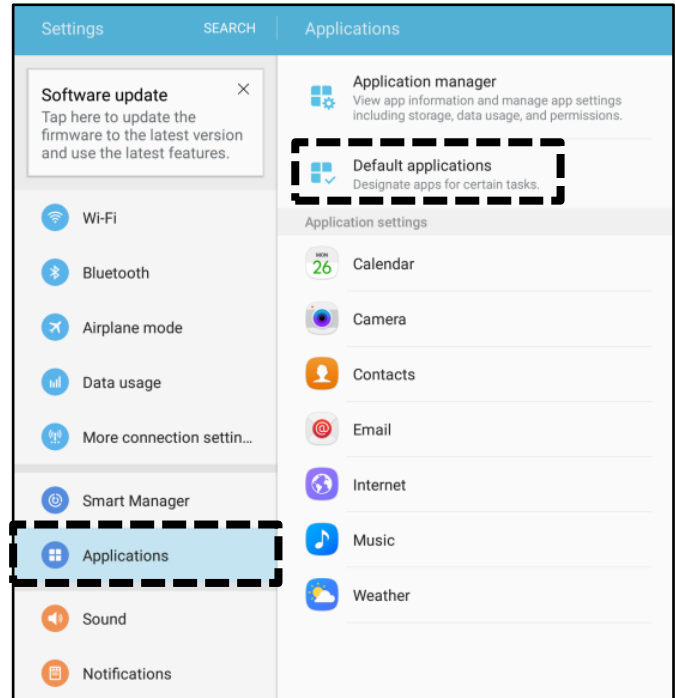 Settings
SEARCH
Applications
Software update
Tap here to update the
firmware to the latest version
and use the latest features.
Wi-Fi
Bluetooth
Airplane mode
Data usage
More connection settin...
Smart Manager
Applications
Sound
Notifications
Application manager
View app information and manage app settings
including storage, data usage, and permissions.
Default applications
Designate apps for certain tasks.
Application settings
MON
26
Calendar
Camera
Contacts
@
Email
Internet
Music
Weather